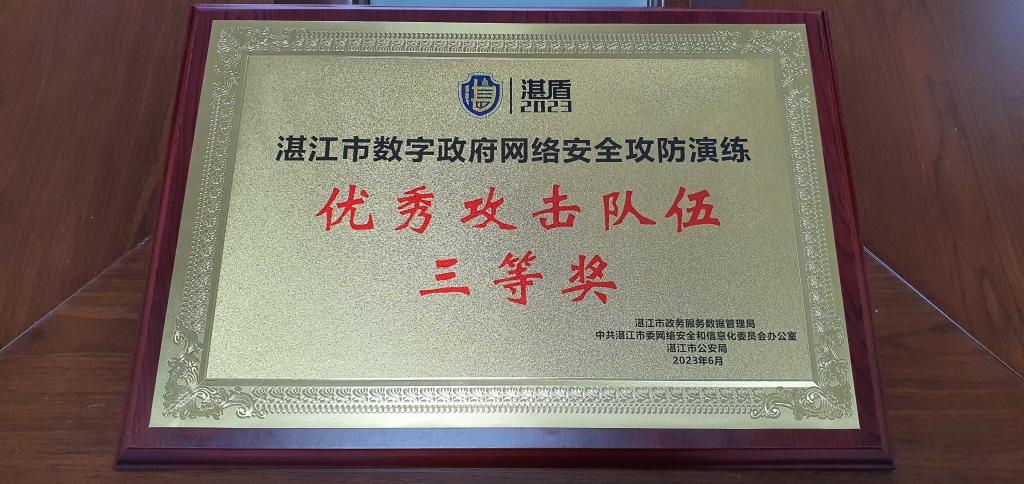 湛盾
2023
湛江市数字政府网络安全攻防演练
优秀攻击队伍
三等奖
湛江市政务服务数据管理局
中共湛江市委网络安全和信息化委员会办公室
湛江市公安局
2023年6月